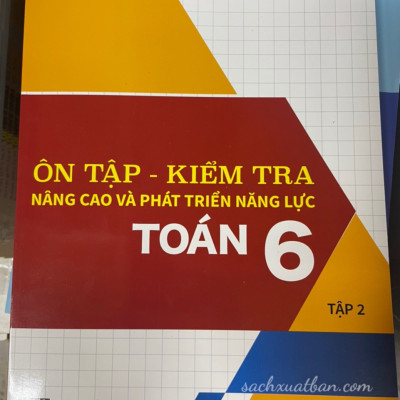 ÔN TẬP - KIỂM TRA
NÂNG CAO VÀ PHÁT TRIỂN NĂNG LỰC
TOÁN 6
TẬP 2
sachxuatban.com